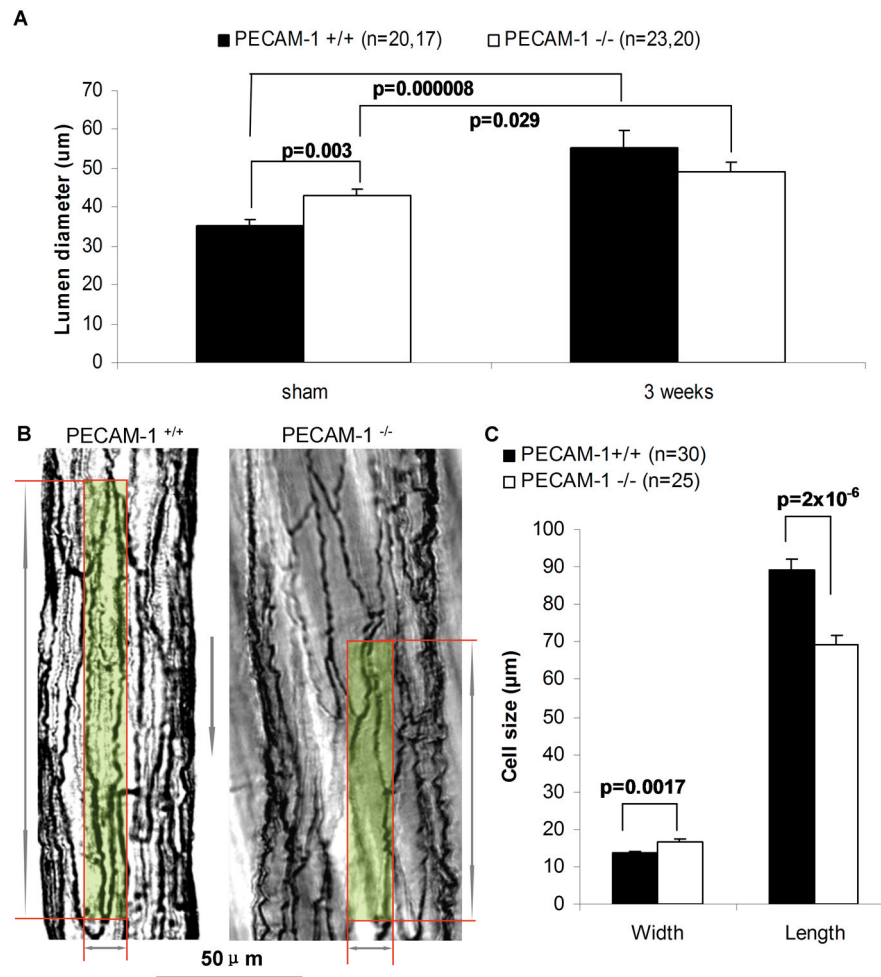 A
PECAM-1 +/+ (n=20,17) PECAM-1 -/- (n=23,20)
p=0.000008
p=0.029
p=0.003
Lumen diameter (um)
70
60
50
40
30
20
10
0
sham 3 weeks
B
PECAM-1 +/+ PECAM-1 -/-
50 μm
C
PECAM-1+/+ (n=30)
PECAM-1 -/- (n=25)
p=2x10⁻⁶
p=0.0017
Cell size (μm)
100
90
80
70
60
50
40
30
20
10
0
Width Length